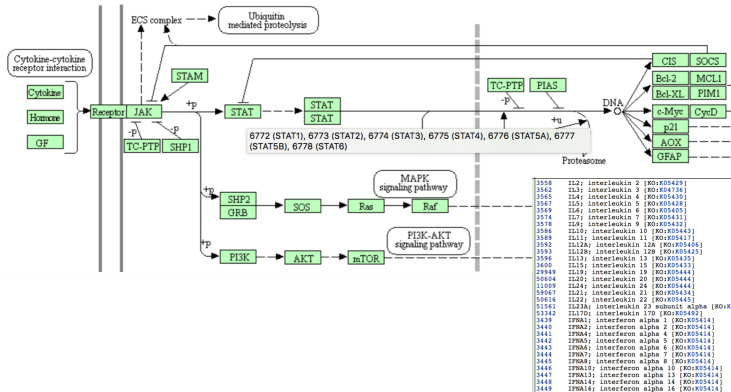 ECS complex
Ubiquitin
mediated proteolysis
Cytokine-cytokine
receptor interaction
Cytokine
Hormone
GF
Receptor
JAK
STAM
+p
-p
-p
TC-PTP
SHP1
STAT
STAT
STAT
TC-PTP
PIAS
-p
+u
DNA
Proteasome
6772 (STAT1), 6773 (STAT2), 6774 (STAT3), 6775 (STAT4), 6776 (STAT5A), 6777
(STAT5B), 6778 (STAT6)
CIS
SOCS
Bcl-2
MCL1
Bcl-XL
PIM1
c-Myc
CycD
p21
AOX
GFAP
+p
SHP2
GRB
SOS
Ras
Raf
MAPK
signaling pathway
+p
PI3K
AKT
mTOR
PI3K-AKT
signaling pathway
3558 IL2; interleukin 2 [KO:K05429]
3562 IL3; interleukin 3 [KO:K04736]
3565 IL4; interleukin 4 [KO:K05430]
3567 IL5; interleukin 5 [KO:K05428]
3569 IL6; interleukin 6 [KO:K05405]
3574 IL7; interleukin 7 [KO:K05431]
3578 IL9; interleukin 9 [KO:K05432]
3586 IL10; interleukin 10 [KO:K05443]
3589 IL11; interleukin 11 [KO:K05417]
3592 IL12A; interleukin 12A [KO:K05406]
3593 IL12B; interleukin 12B [KO:K05425]
3596 IL13; interleukin 13 [KO:K05435]
3600 IL15; interleukin 15 [KO:K05433]
29949 IL19; interleukin 19 [KO:K05444]
50604 IL20; interleukin 20 [KO:K05444]
11009 IL24; interleukin 24 [KO:K05444]
59067 IL21; interleukin 21 [KO:K05434]
50616 IL22; interleukin 22 [KO:K05445]
51561 IL23A; interleukin 23 subunit alpha [KO:K
53342 IL17D; interleukin 17D [KO:K05492]
3439 IFNA1; interferon alpha 1 [KO:K05414]
3440 IFNA2; interferon alpha 2 [KO:K05414]
3441 IFNA4; interferon alpha 4 [KO:K05414]
3442 IFNA5; interferon alpha 5 [KO:K05414]
3443 IFNA6; interferon alpha 6 [KO:K05414]
3444 IFNA7; interferon alpha 7 [KO:K05414]
3445 IFNA8; interferon alpha 8 [KO:K05414]
3446 IFNA10; interferon alpha 10 [KO:K05414]
3447 IFNA13; interferon alpha 13 [KO:K05414]
3448 IFNA14; interferon alpha 14 [KO:K05414]
3449 IFNA16; interferon alpha 16 [KO:K05414]